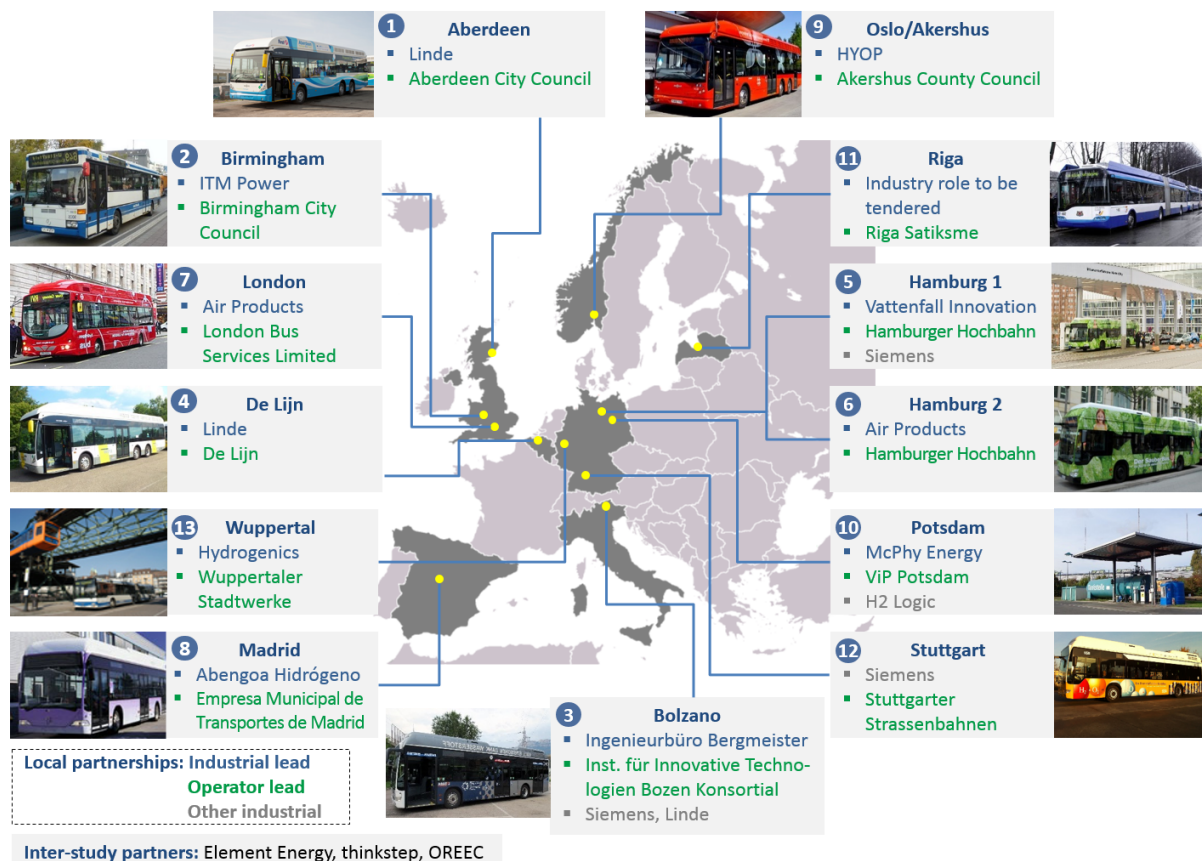 1 Aberdeen
▪ Linde
▪ Aberdeen City Council
9 Oslo/Akershus
▪ HYOP
▪ Akershus County Council
2 Birmingham
▪ ITM Power
▪ Birmingham City
Council
11 Riga
▪ Industry role to be
tendered
▪ Riga Satiksme
7 London
▪ Air Products
▪ London Bus
Services Limited
5 Hamburg 1
▪ Vattenfall Innovation
▪ Hamburger Hochbahn
▪ Siemens
4 De Lijn
▪ Linde
▪ De Lijn
6 Hamburg 2
▪ Air Products
▪ Hamburger Hochbahn
13 Wuppertal
▪ Hydrogenics
▪ Wuppertaler
Stadtwerke
10 Potsdam
▪ McPhy Energy
▪ ViP Potsdam
▪ H2 Logic
8 Madrid
▪ Abengoa Hidrógeno
▪ Empresa Municipal de
Transportes de Madrid
12 Stuttgart
▪ Siemens
▪ Stuttgarter
Strassenbahnen
3 Bolzano
▪ Ingenieurbüro Bergmeister
▪ Inst. für Innovative Techno-
logien Bozen Konsortial
▪ Siemens, Linde
Local partnerships: Industrial lead
Operator lead
Other industrial
Inter-study partners: Element Energy, thinkstep, OREEC